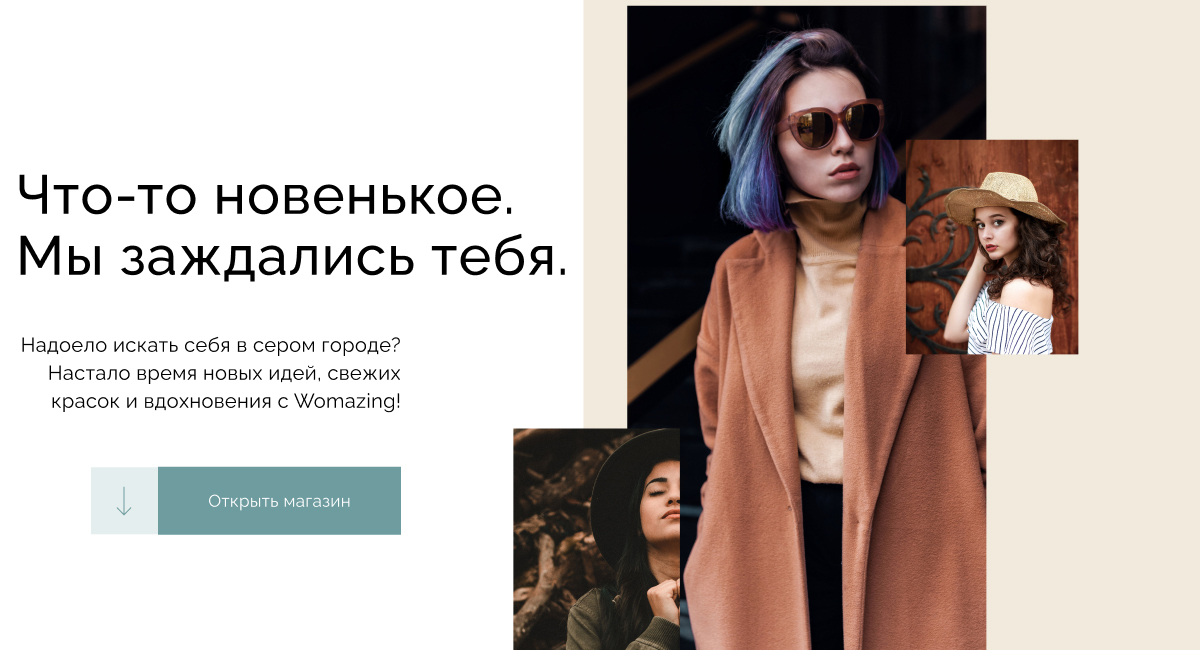 Что-то новенькое.
Мы заждались тебя.
Надоело искать себя в сером городе?
Настало время новых идей, свежих
красок и вдохновения с Womazing!
Открыть магазин